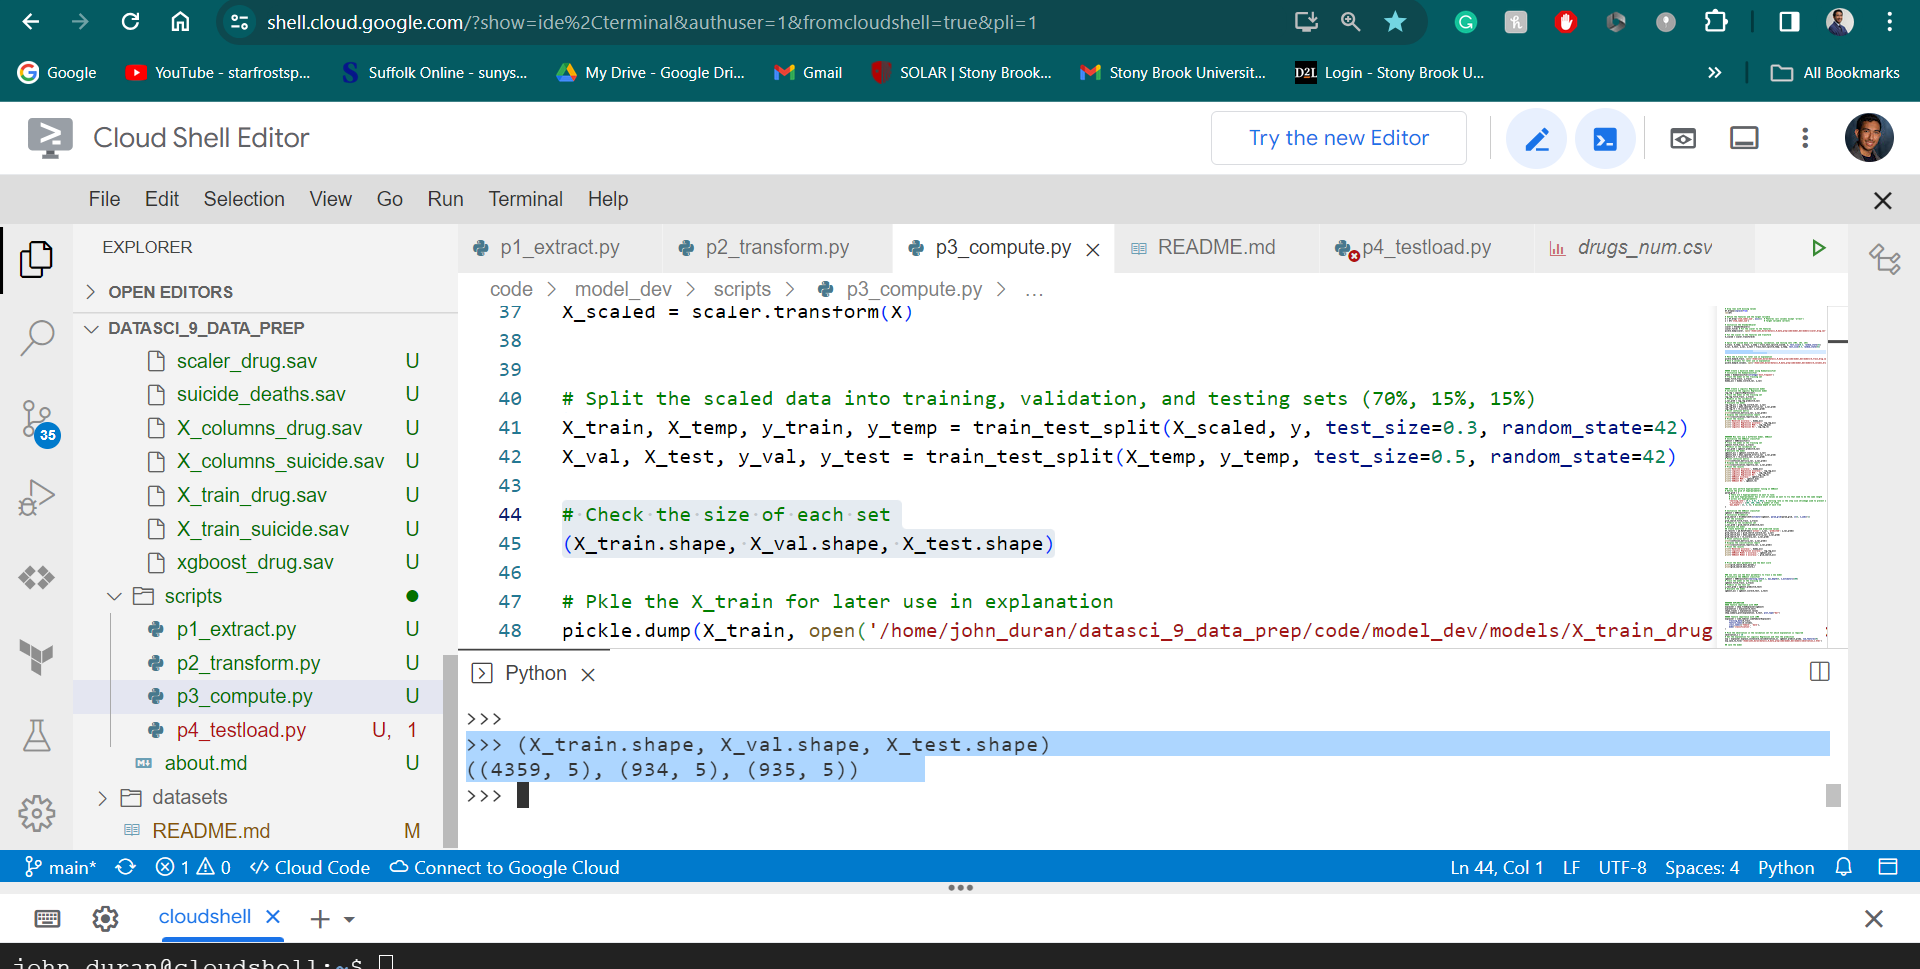 shell.cloud.google.com/?show=ide%2Cterminal&authuser=1&fromcloudshell=true&pli=1
Google YouTube - starfrostsp... Suffolk Online - sunys... My Drive - Google Dri... Gmail SOLAR | Stony Brook... Stony Brook Universit... D2L Login - Stony Brook U... » All Bookmarks
Cloud Shell Editor Try the new Editor
File Edit Selection View Go Run Terminal Help
EXPLORER
OPEN EDITORS
DATASCI_9_DATA_PREP
scaler_drug.sav U
suicide_deaths.sav U
X_columns_drug.sav U
X_columns_suicide.sav U
X_train_drug.sav U
X_train_suicide.sav U
xgboost_drug.sav U
scripts
p1_extract.py U
p2_transform.py U
p3_compute.py U
p4_testload.py U, 1
about.md U
datasets
README.md M
35
p1_extract.py p2_transform.py p3_compute.py README.md p4_testload.py drugs_num.csv
code > model_dev > scripts > p3_compute.py > ...
37 X_scaled = scaler.transform(X)
38
39
40 # Split the scaled data into training, validation, and testing sets (70%, 15%, 15%)
41 X_train, X_temp, y_train, y_temp = train_test_split(X_scaled, y, test_size=0.3, random_state=42)
42 X_val, X_test, y_val, y_test = train_test_split(X_temp, y_temp, test_size=0.5, random_state=42)
43
44 # Check the size of each set
45 (X_train.shape, X_val.shape, X_test.shape)
46
47 # Pkle the X_train for later use in explanation
48 pickle.dump(X_train, open('/home/john_duran/datasci_9_data_prep/code/model_dev/models/X_train_drug
Python
>>>
>>> (X_train.shape, X_val.shape, X_test.shape)
((4359, 5), (934, 5), (935, 5))
>>>
main* 1 0 Cloud Code Connect to Google Cloud Ln 44, Col 1 LF UTF-8 Spaces: 4 Python
cloudshell
john_duran@cloudshell:~$